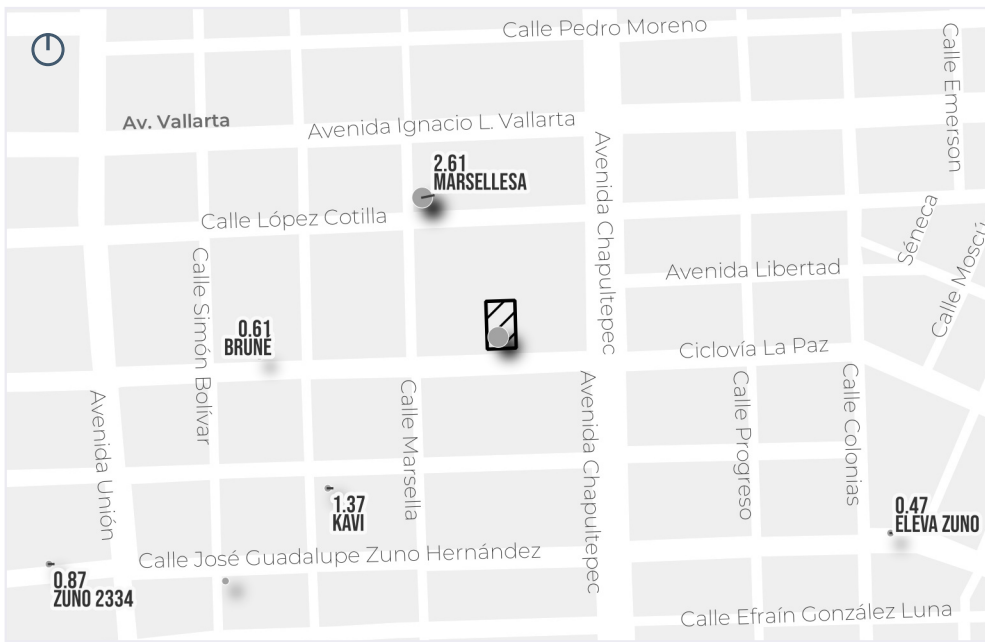 Calle Pedro Moreno
Calle Emerson
Av. Vallarta
Avenida Ignacio L. Vallarta
Avenida Chapultepec
2.61
MARSELLESA
Calle López Cotilla
Séneca
Calle Moscú
Avenida Libertad
Calle Simón Bolívar
0.61
BRUNE
Ciclovía La Paz
Avenida Unión
Calle Marsella
Avenida Chapultepec
Calle Progreso
Calle Colonias
1.37
KAVI
0.47
ELEVA ZUNO
Calle José Guadalupe Zuno Hernández
0.87
ZUNO 2334
Calle Efraín González Luna